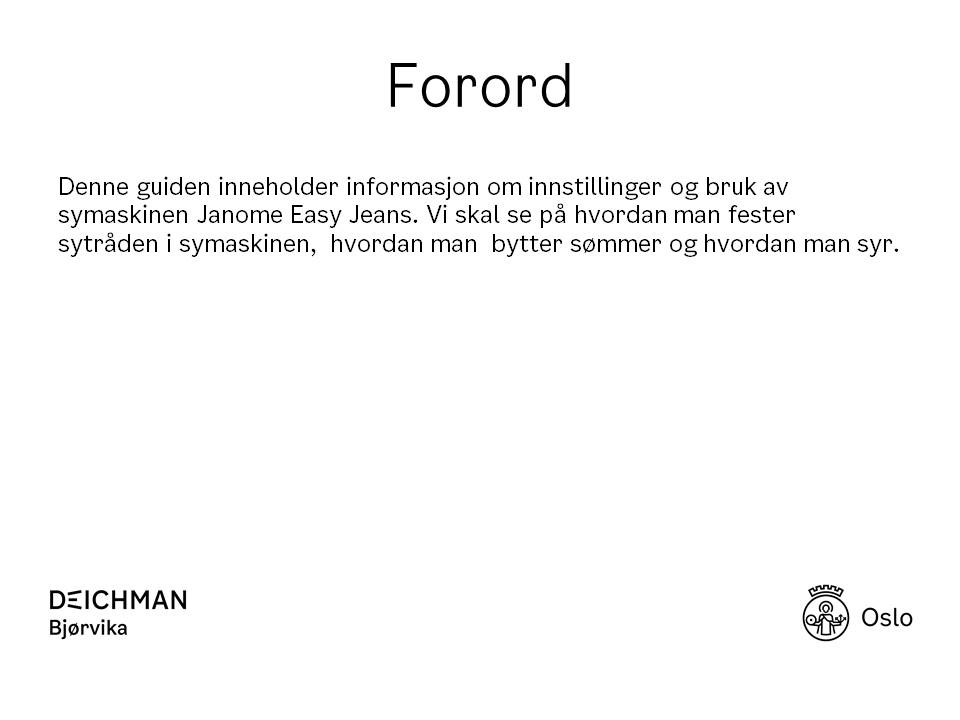 Forord
Denne guiden inneholder informasjon om innstillinger og bruk av
symaskinen Janome Easy Jeans. Vi skal se på hvordan man fester
sytråden i symaskinen,  hvordan man  bytter sømmer og hvordan man syr.
DEICHMAN
Bjørvika
Oslo